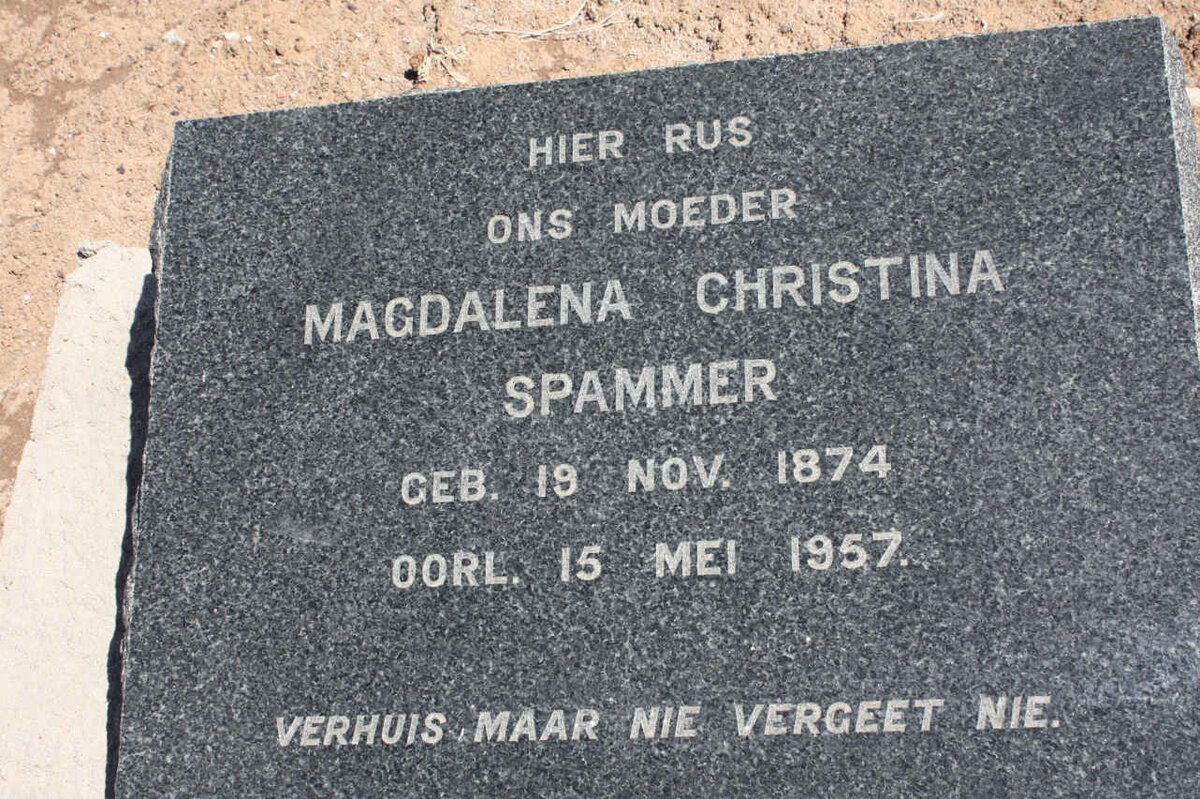 HIER RUS
ONS MOEDER
MAGDALENA CHRISTINA
SPAMMER
GEB. 19 NOV. 1874
OORL. 15 MEI 1957.
VERHUIS, MAAR NIE VERGEET NIE.